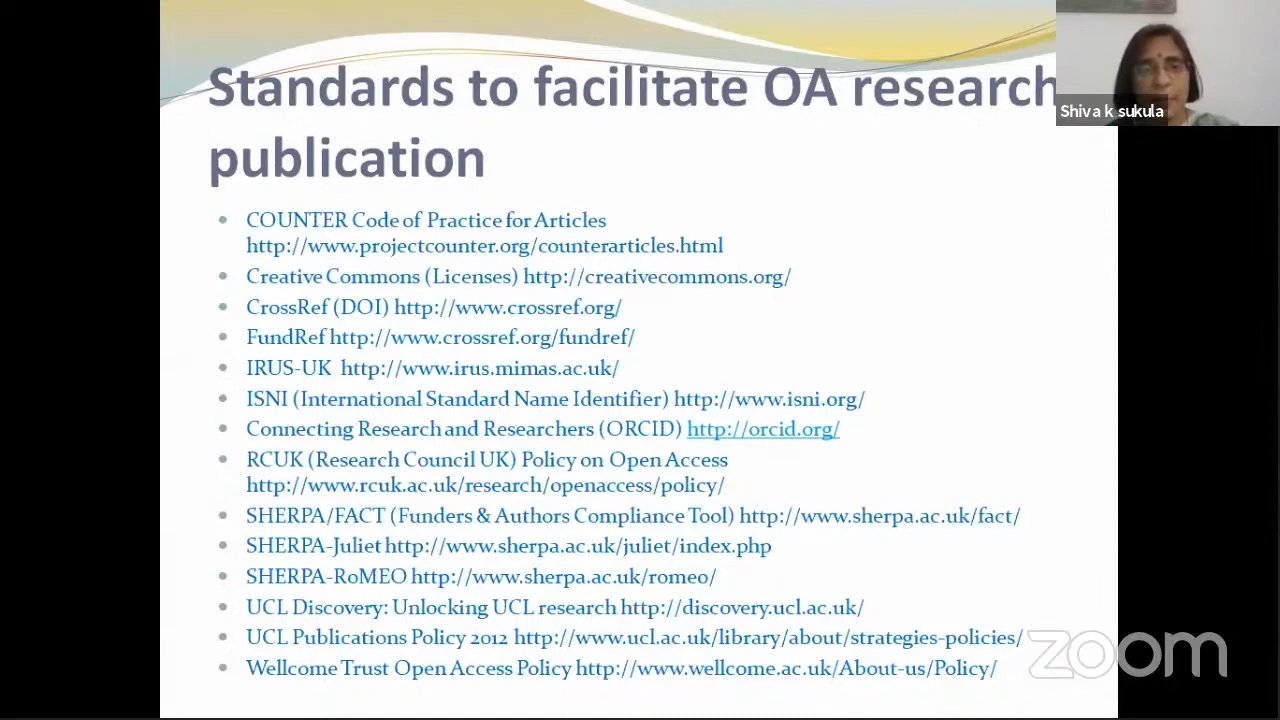 Standards to facilitate OA research
publication
Shiva k sukula
COUNTER Code of Practice for Articles
http://www.projectcounter.org/counterarticles.html
Creative Commons (Licenses) http://creativecommons.org/
CrossRef (DOI) http://www.crossref.org/
FundRef http://www.crossref.org/fundref/
IRUS-UK http://www.irus.mimas.ac.uk/
ISNI (International Standard Name Identifier) http://www.isni.org/
Connecting Research and Researchers (ORCID) http://orcid.org/
RCUK (Research Council UK) Policy on Open Access
http://www.rcuk.ac.uk/research/openaccess/policy/
SHERPA/FACT (Funders & Authors Compliance Tool) http://www.sherpa.ac.uk/fact/
SHERPA-Juliet http://www.sherpa.ac.uk/juliet/index.php
SHERPA-RoMEO http://www.sherpa.ac.uk/romeo/
UCL Discovery: Unlocking UCL research http://discovery.ucl.ac.uk/
UCL Publications Policy 2012 http://www.ucl.ac.uk/library/about/strategies-policies/
Wellcome Trust Open Access Policy http://www.wellcome.ac.uk/About-us/Policy/
zoom